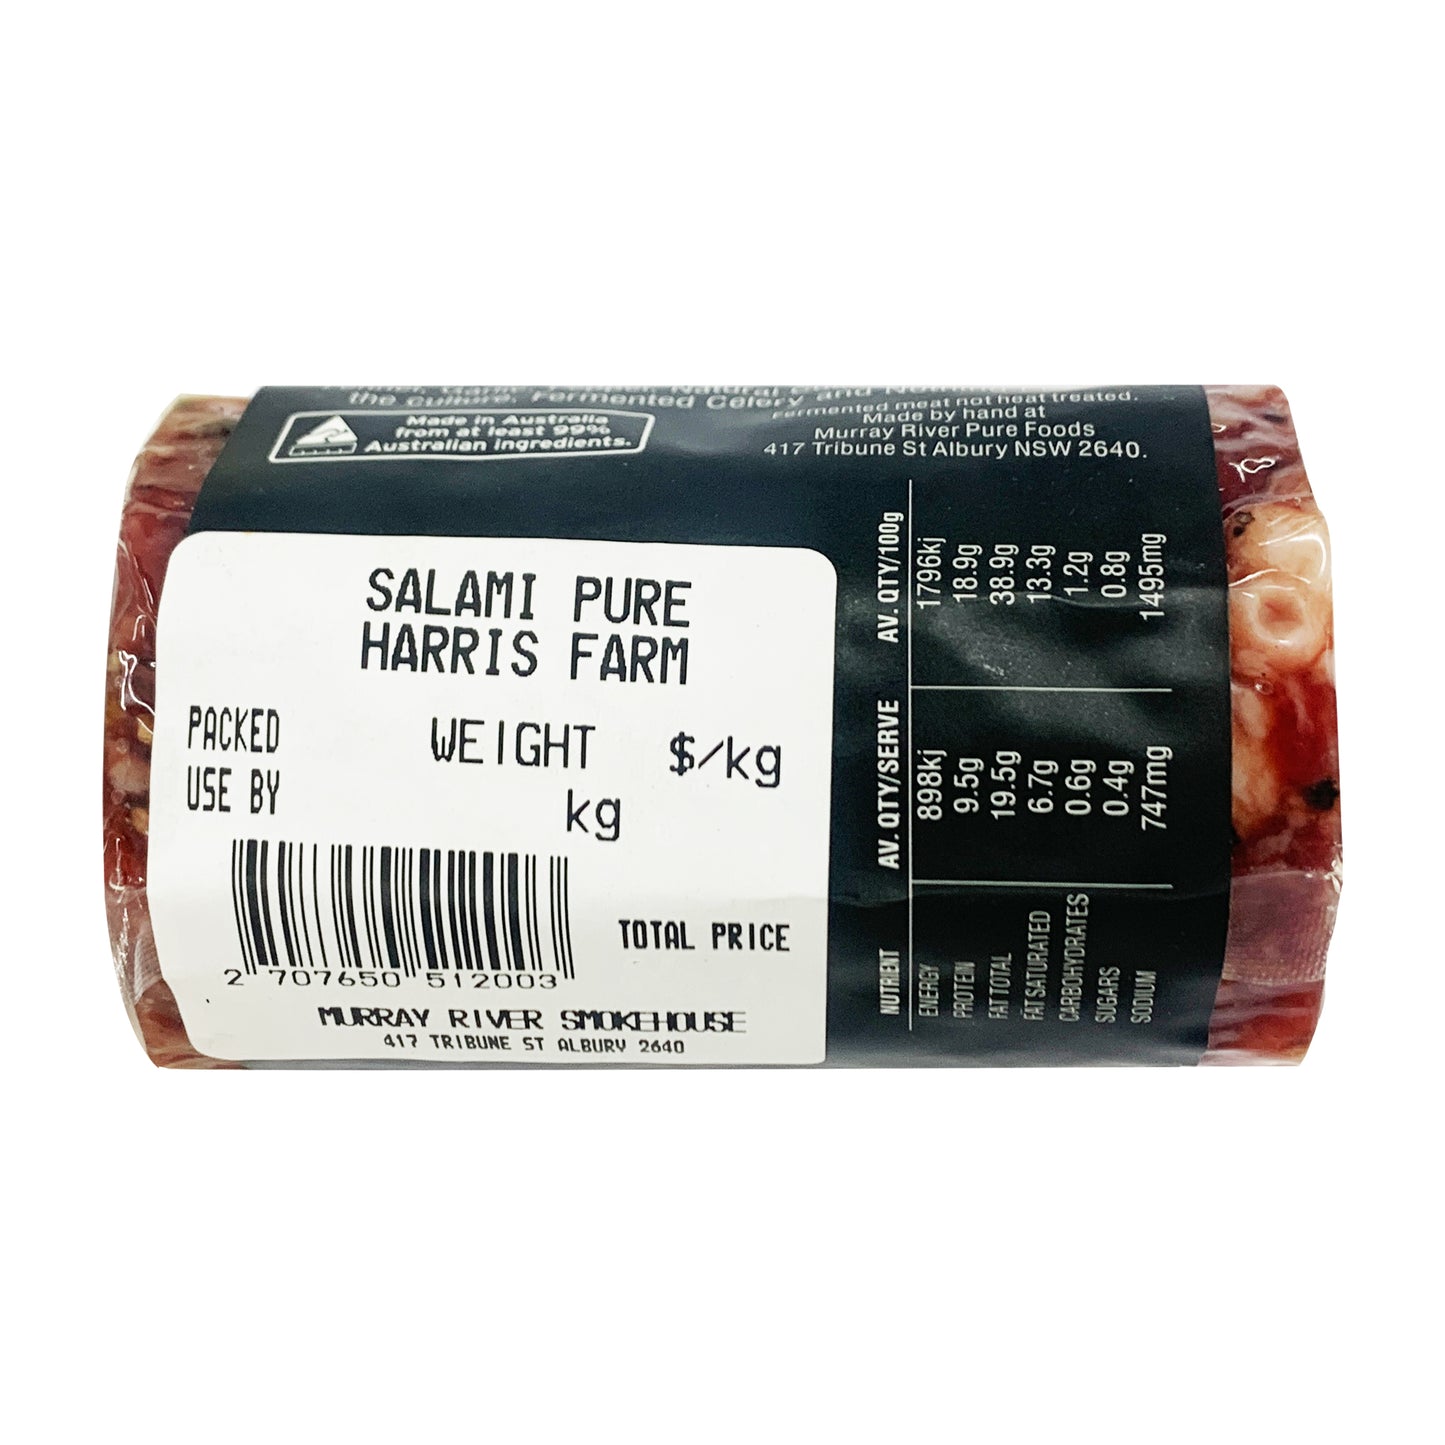 the culture, Fermented Celery
Fermented meat not heat treated.
Made by hand at
Murray River Pure Foods
417 Tribune St Albury NSW 2640.
Made in Australia
from at least 99%
Australian ingredients.
SALAMI PURE
HARRIS FARM
PACKED WEIGHT $/kg
USE BY kg
TOTAL PRICE
2 707650 512003
MURRAY RIVER SMOKEHOUSE
417 TRIBUNE ST ALBURY 2640
NUTRIENT AV. QTY/SERVE AV. QTY/100g
ENERGY 898kj 1796kj
PROTEIN 9.5g 18.9g
FAT TOTAL 19.5g 38.9g
FAT SATURATED 6.7g 13.3g
CARBOHYDRATES 0.6g 1.2g
SUGARS 0.4g 0.8g
SODIUM 747mg 1495mg